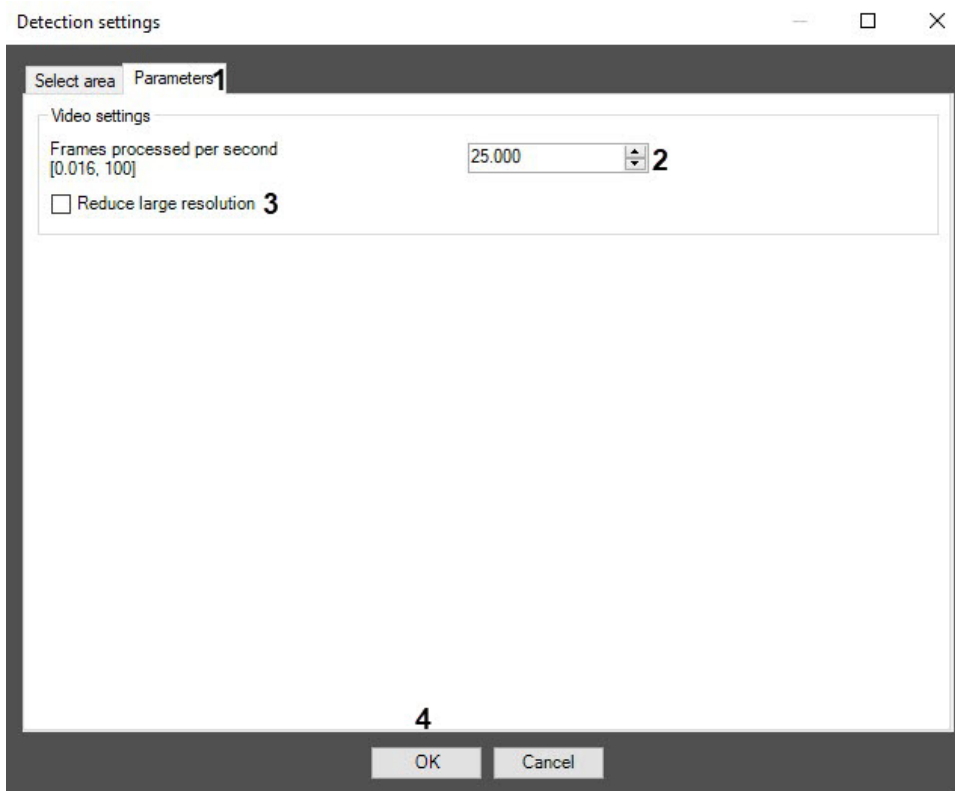 Detection settings
Select area Parameters 1
Video settings
Frames processed per second
[0.016, 100]
25.000 2
Reduce large resolution 3
4
OK Cancel